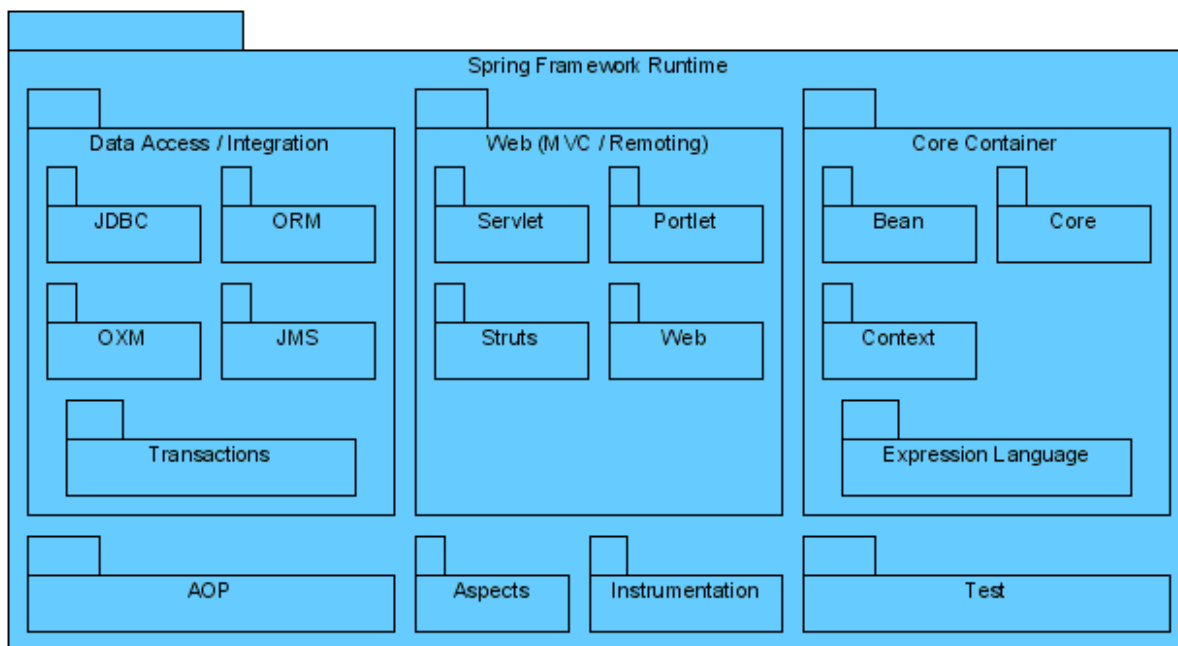 Spring Framework Runtime
Data Access / Integration
Web (MVC / Remoting)
Core Container
JDBC
ORM
Servlet
Portlet
Bean
Core
OXM
JMS
Struts
Web
Context
Transactions
Expression Language
AOP
Aspects
Instrumentation
Test